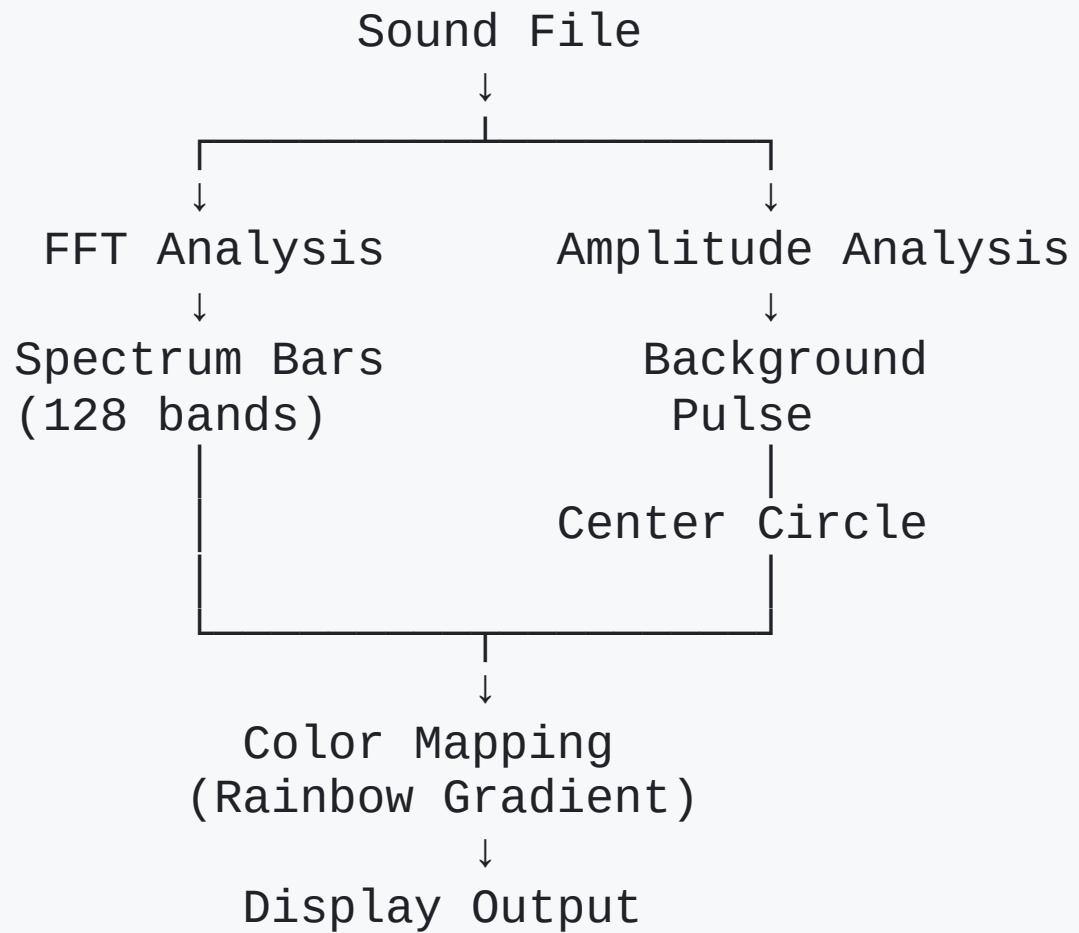 Sound File
↓
↓ ↓
FFT Analysis Amplitude Analysis
↓ ↓
Spectrum Bars Background
(128 bands) Pulse
Center Circle
↓
Color Mapping
(Rainbow Gradient)
↓
Display Output